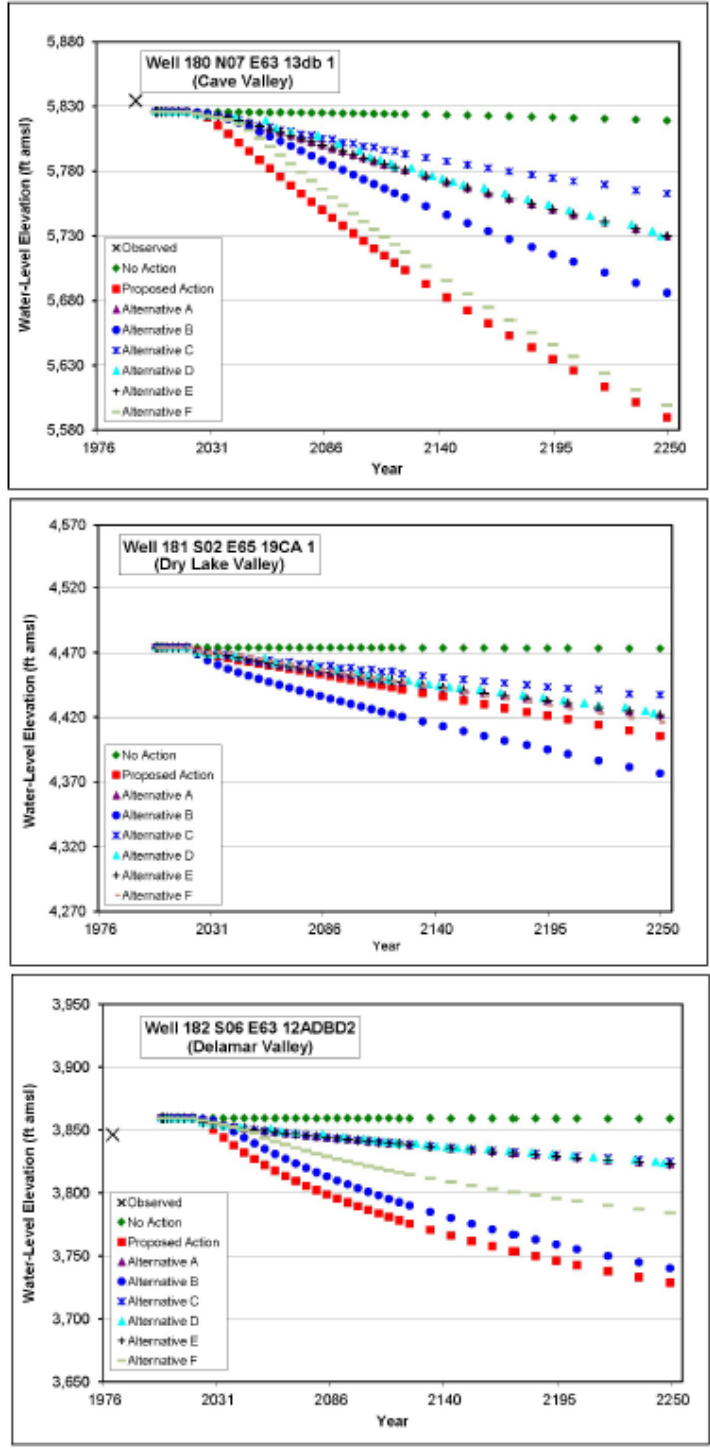 Well 180 N07 E63 13db 1
(Cave Valley)
Water-Level Elevation (ft amsl)
5,880
5,830
5,780
5,730
5,680
5,630
5,580
Observed
No Action
Proposed Action
Alternative A
Alternative B
Alternative C
Alternative D
Alternative E
Alternative F
1976 2031 2086 2140 2195 2250
Year
Well 181 S02 E65 19CA 1
(Dry Lake Valley)
Water-Level Elevation (ft amsl)
4,570
4,520
4,470
4,420
4,370
4,320
4,270
No Action
Proposed Action
Alternative A
Alternative B
Alternative C
Alternative D
Alternative E
Alternative F
1976 2031 2086 2140 2195 2250
Year
Well 182 S06 E63 12ADBD2
(Delamar Valley)
Water-Level Elevation (ft amsl)
3,950
3,900
3,850
3,800
3,750
3,700
3,650
Observed
No Action
Proposed Action
Alternative A
Alternative B
Alternative C
Alternative D
Alternative E
Alternative F
1976 2031 2086 2140 2195 2250
Year